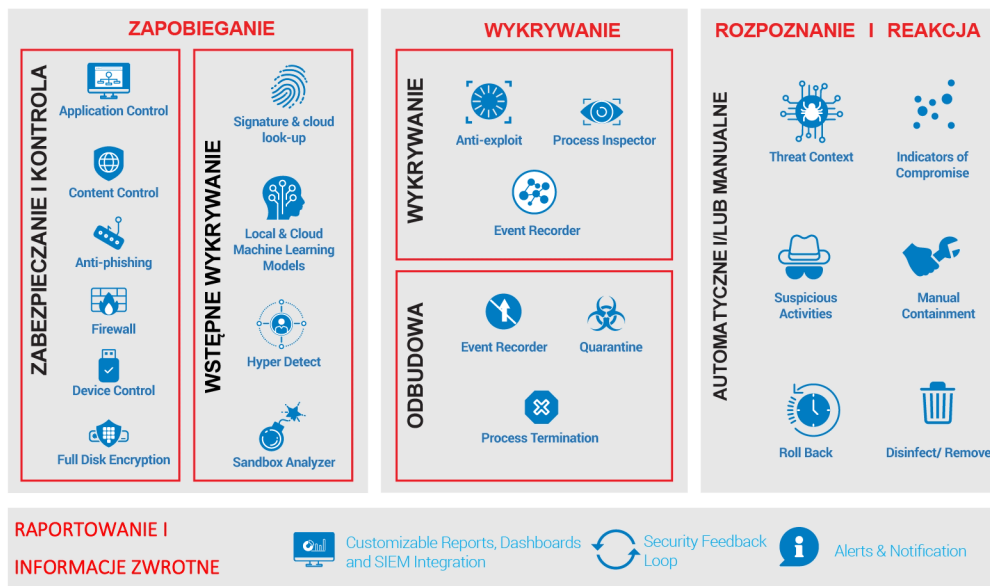 ZAPOBIEGANIE
ZABEZPIECZANIE I KONTROLA
Application Control
Content Control
Anti-phishing
Firewall
Device Control
Full Disk Encryption
WSTĘPNE WYKRYWANIE
Signature & cloud
look-up
Local & Cloud
Machine Learning
Models
Hyper Detect
Sandbox Analyzer
WYKRYWANIE
WYKRYWANIE
Anti-exploit
Process Inspector
Event Recorder
ODBUDOWA
Event Recorder
Quarantine
Process Termination
ROZPOZNANIE I REAKCJA
AUTOMATYCZNE I/LUB MANUALNE
Threat Context
Indicators of
Compromise
Suspicious
Activities
Manual
Containment
Roll Back
Disinfect/ Remove
RAPORTOWANIE I
INFORMACJE ZWROTNE
Customizable Reports, Dashboards
and SIEM Integration
Security Feedback
Loop
Alerts & Notification